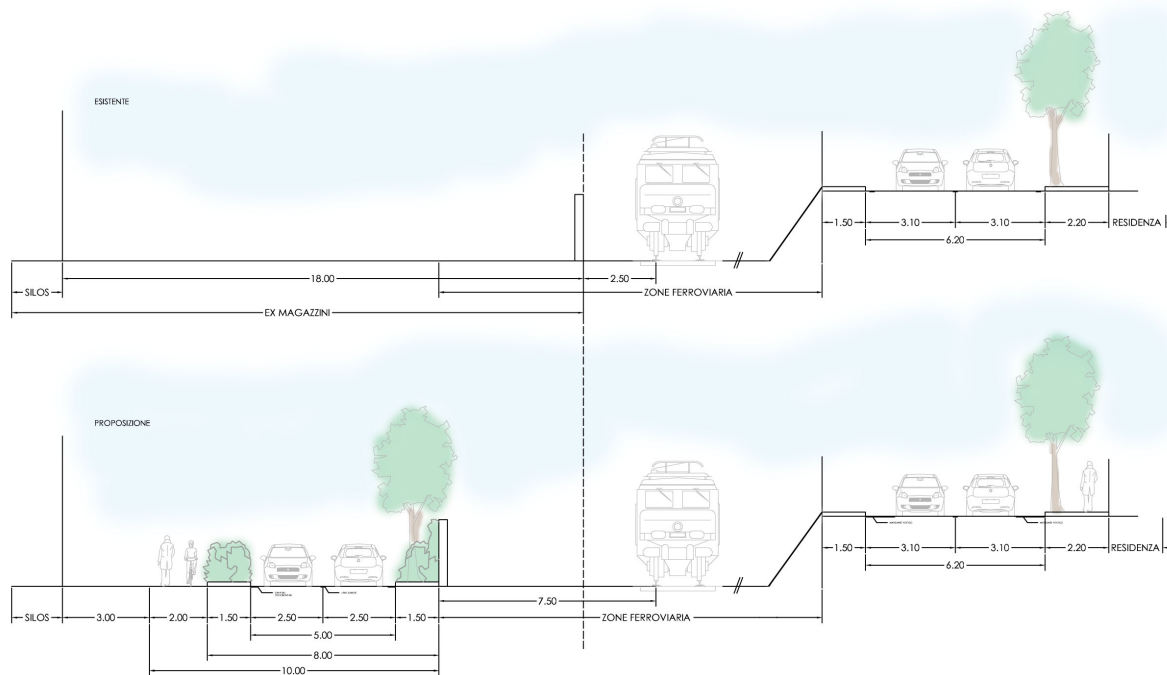 ESISTENTE
1.50 3.10 3.10 2.20 RESIDENZA
6.20
18.00 2.50
SILOS ZONE FERROVIARIA
EX MAGAZZINI
PROPOSIZIONE
1.50 3.10 3.10 2.20 RESIDENZA
6.20
7.50
SILOS 3.00 2.00 1.50 2.50 2.50 1.50 ZONE FERROVIARIA
5.00
8.00
10.00